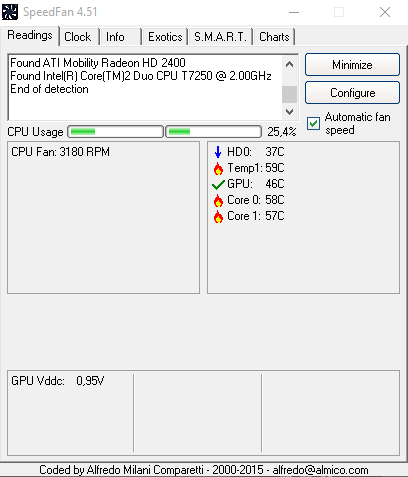 SpeedFan 4.51
Readings Clock Info Exotics S.M.A.R.T. Charts
Found ATI Mobility Radeon HD 2400
Found Intel(R) Core(TM)2 Duo CPU T7250 @ 2.00GHz
End of detection
Minimize
Configure
CPU Usage 25,4%
Automatic fan
speed
CPU Fan: 3180 RPM
HD0: 37C
Temp1: 59C
GPU: 46C
Core 0: 58C
Core 1: 57C
GPU Vddc: 0,95V
Coded by Alfredo Milani Comparetti - 2000-2015 - alfredo@almico.com